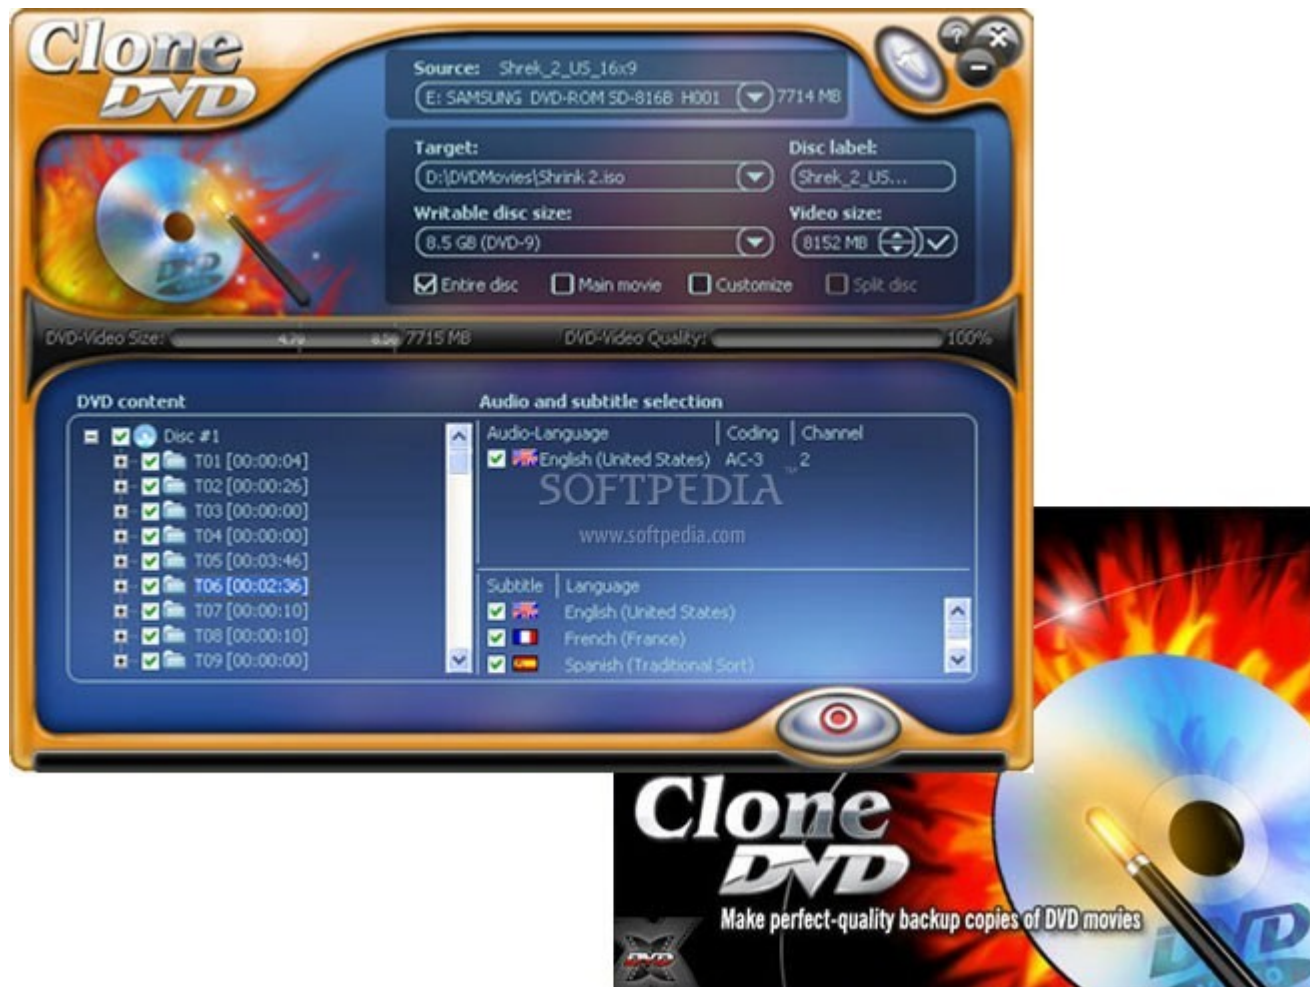 Clone
DVD
?
Source: Shrek_2_US_16x9
E: SAMSUNG DVD-ROM SD-816B H001 7714 MB
Target: Disc label:
D:\DVDMovies\Shrink 2.iso Shrek_2_US...
Writable disc size: Video size:
8.5 GB (DVD-9) 8152 MB
Entire disc Main movie Customize Split disc
DVD-Video Size: 4.70 8.50 7715 MB DVD-Video Quality: 100%
DVD content Audio and subtitle selection
Disc #1
T01 [00:00:04]
T02 [00:00:26]
T03 [00:00:00]
T04 [00:00:00]
T05 [00:03:46]
T06 [00:02:36]
T07 [00:00:10]
T08 [00:00:10]
T09 [00:00:00]
Audio-Language Coding Channel
English (United States) AC-3 2
SOFTPEDIA™
www.softpedia.com
Subtitle Language
English (United States)
French (France)
Spanish (Traditional Sort)
Clone
DVD
Make perfect-quality backup copies of DVD movies
DVD